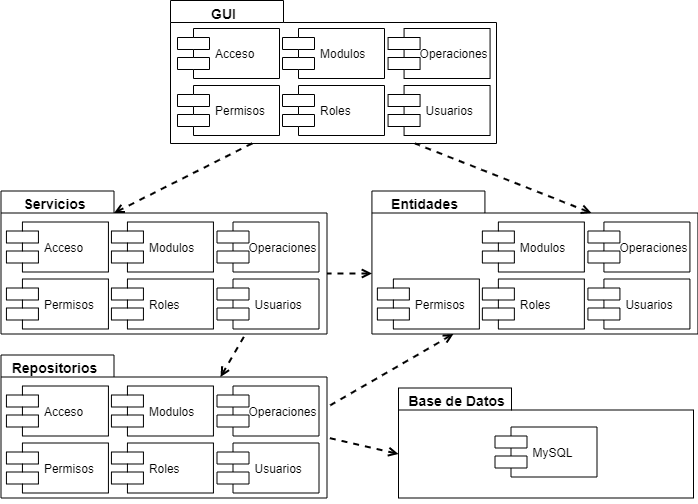 GUI
Acceso Modulos Operaciones
Permisos Roles Usuarios
Servicios
Acceso Modulos Operaciones
Permisos Roles Usuarios
Entidades
Modulos Operaciones
Permisos Roles Usuarios
Repositorios
Acceso Modulos Operaciones
Permisos Roles Usuarios
Base de Datos
MySQL